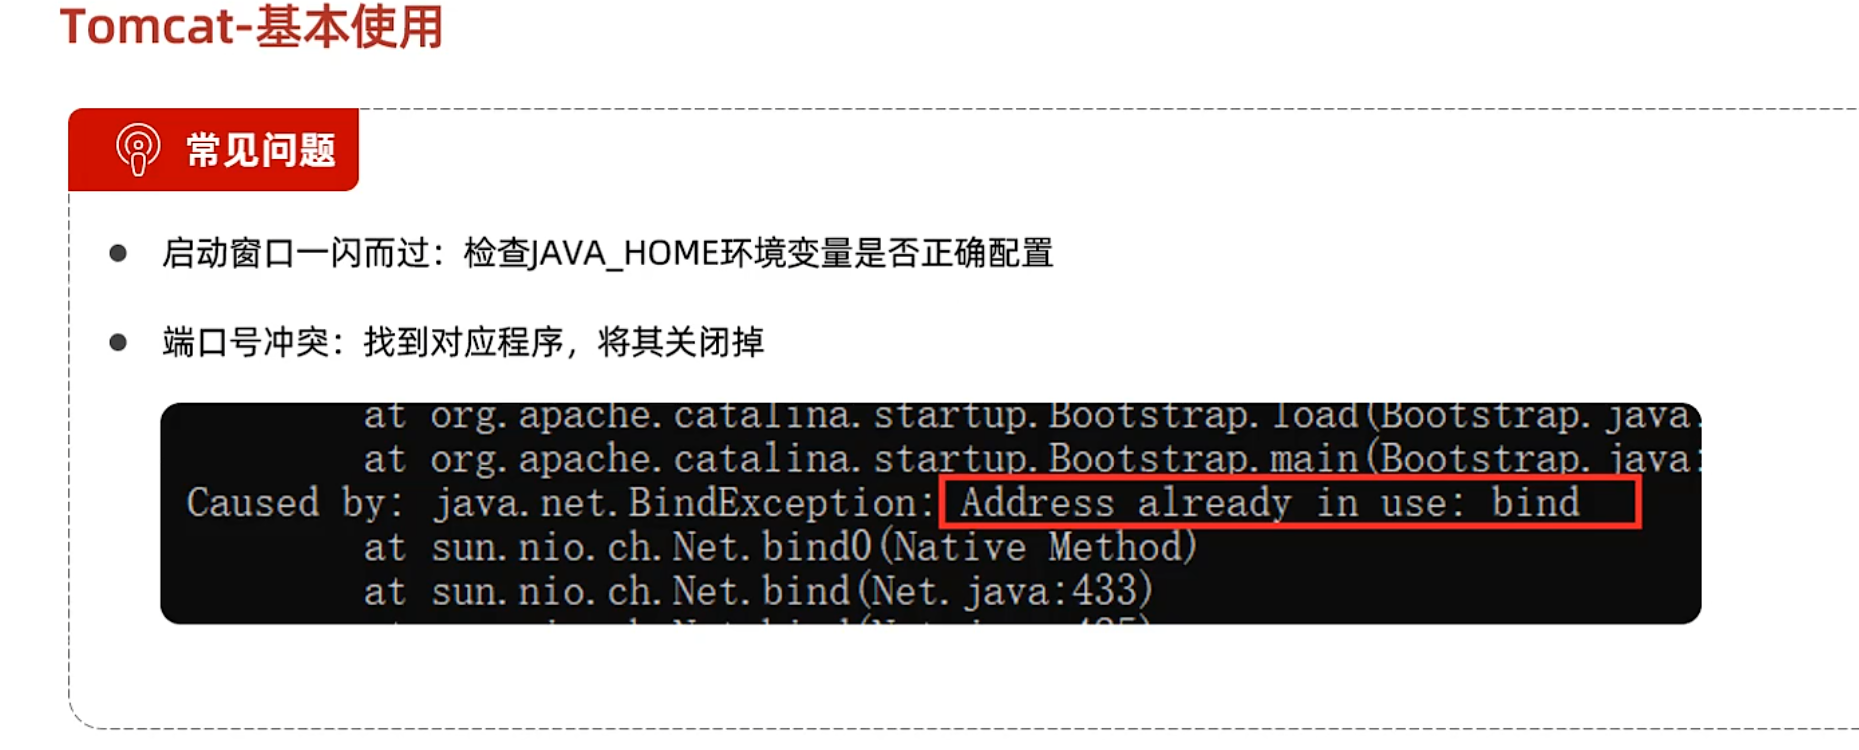 Tomcat-基本使用
常见问题
启动窗口一闪而过：检查JAVA_HOME环境变量是否正确配置
端口号冲突：找到对应程序，将其关闭掉
at org.apache.catalina.startup.Bootstrap.load(Bootstrap.java:
at org.apache.catalina.startup.Bootstrap.main(Bootstrap.java:
Caused by: java.net.BindException: Address already in use: bind
at sun.nio.ch.Net.bind0(Native Method)
at sun.nio.ch.Net.bind(Net.java:433)